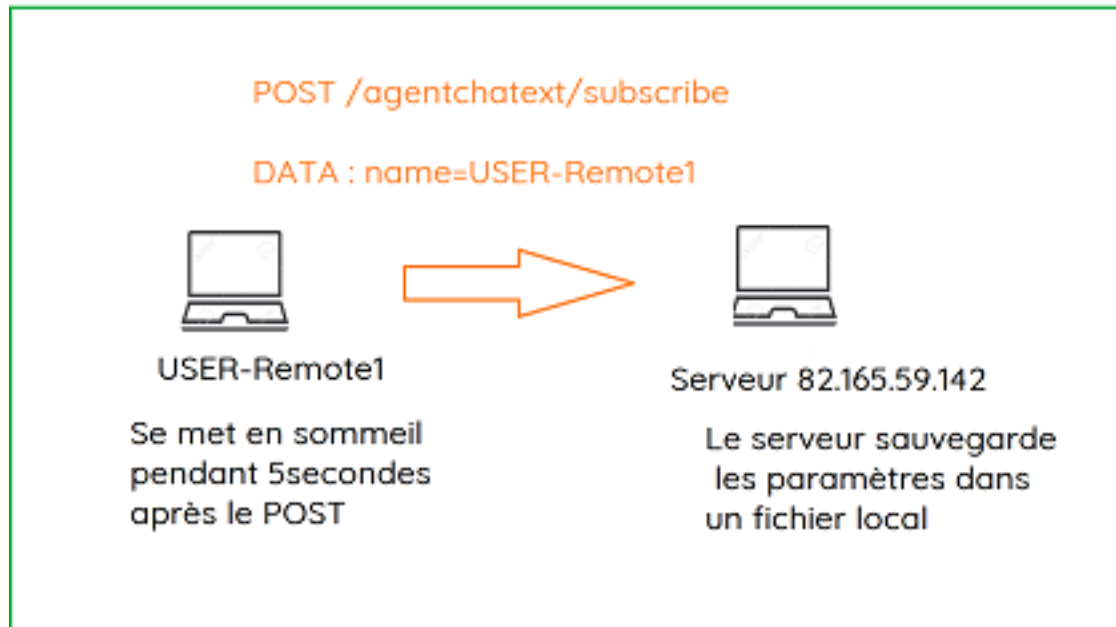 POST /agentchatext/subscribe
DATA : name=USER-Remote1
USER-Remote1
Se met en sommeil
pendant 5secondes
après le POST
Serveur 82.165.59.142
Le serveur sauvegarde
les paramètres dans
un fichier local